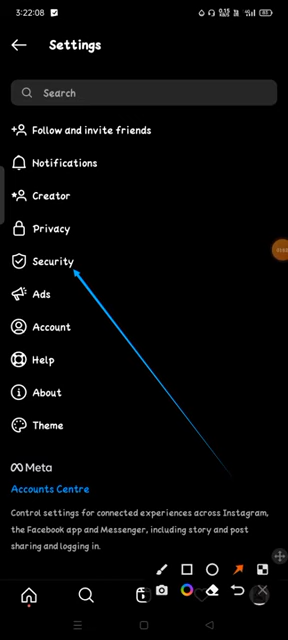 3:22:08
Settings
Search
Follow and invite friends
Notifications
Creator
Privacy
Security
Ads
Account
Help
About
Theme
Meta
Accounts Centre
Control settings for connected experiences across Instagram,
the Facebook app and Messenger, including story and post
sharing and logging in.